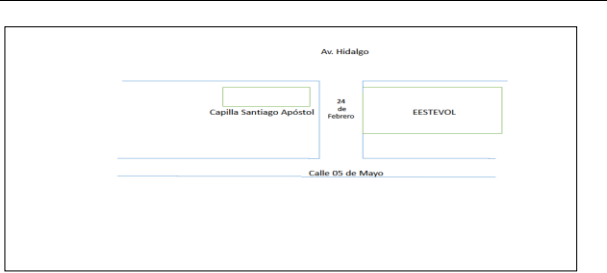 Av. Hidalgo
24
de
Febrero
Capilla Santiago Apóstol
EESTEVOL
Calle 05 de Mayo